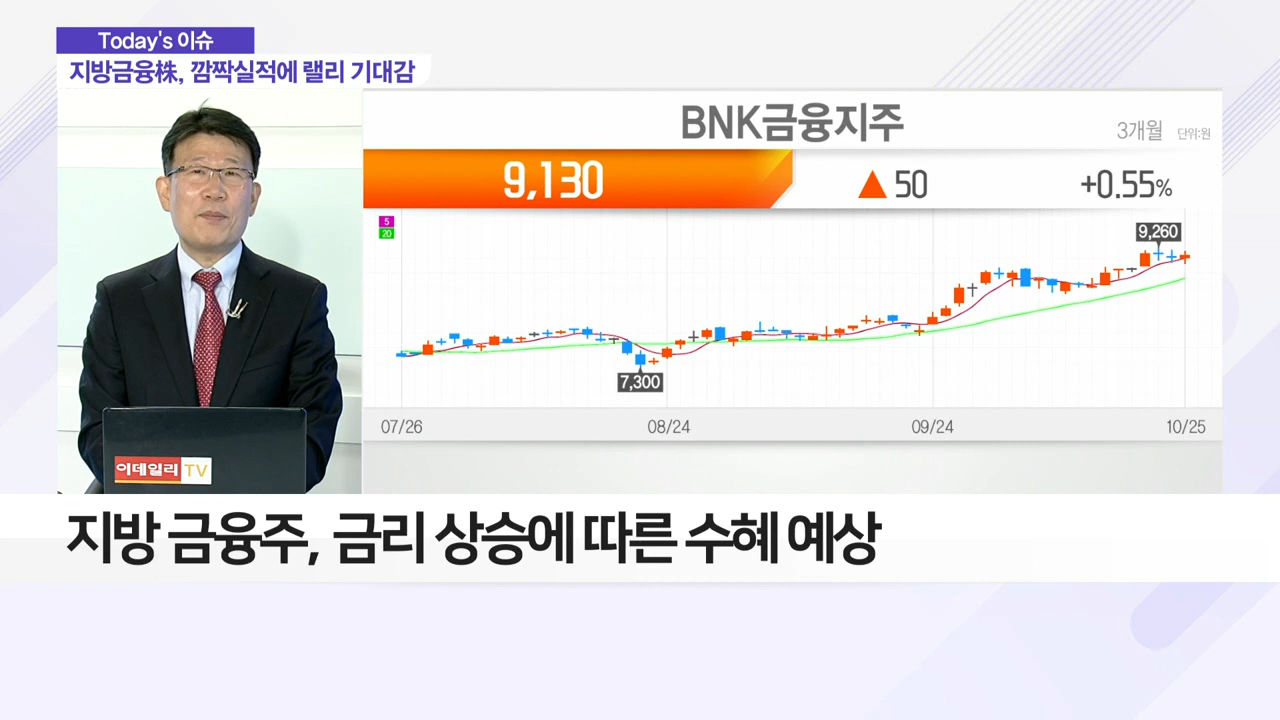 Today's 이슈
지방금융株, 깜짝실적에 랠리 기대감
BNK금융지주
3개월 단위:원
9,130 ▲ 50 +0.55%
5
20
9,260
7,300
07/26 08/24 09/24 10/25
이데일리 TV
지방 금융주, 금리 상승에 따른 수혜 예상